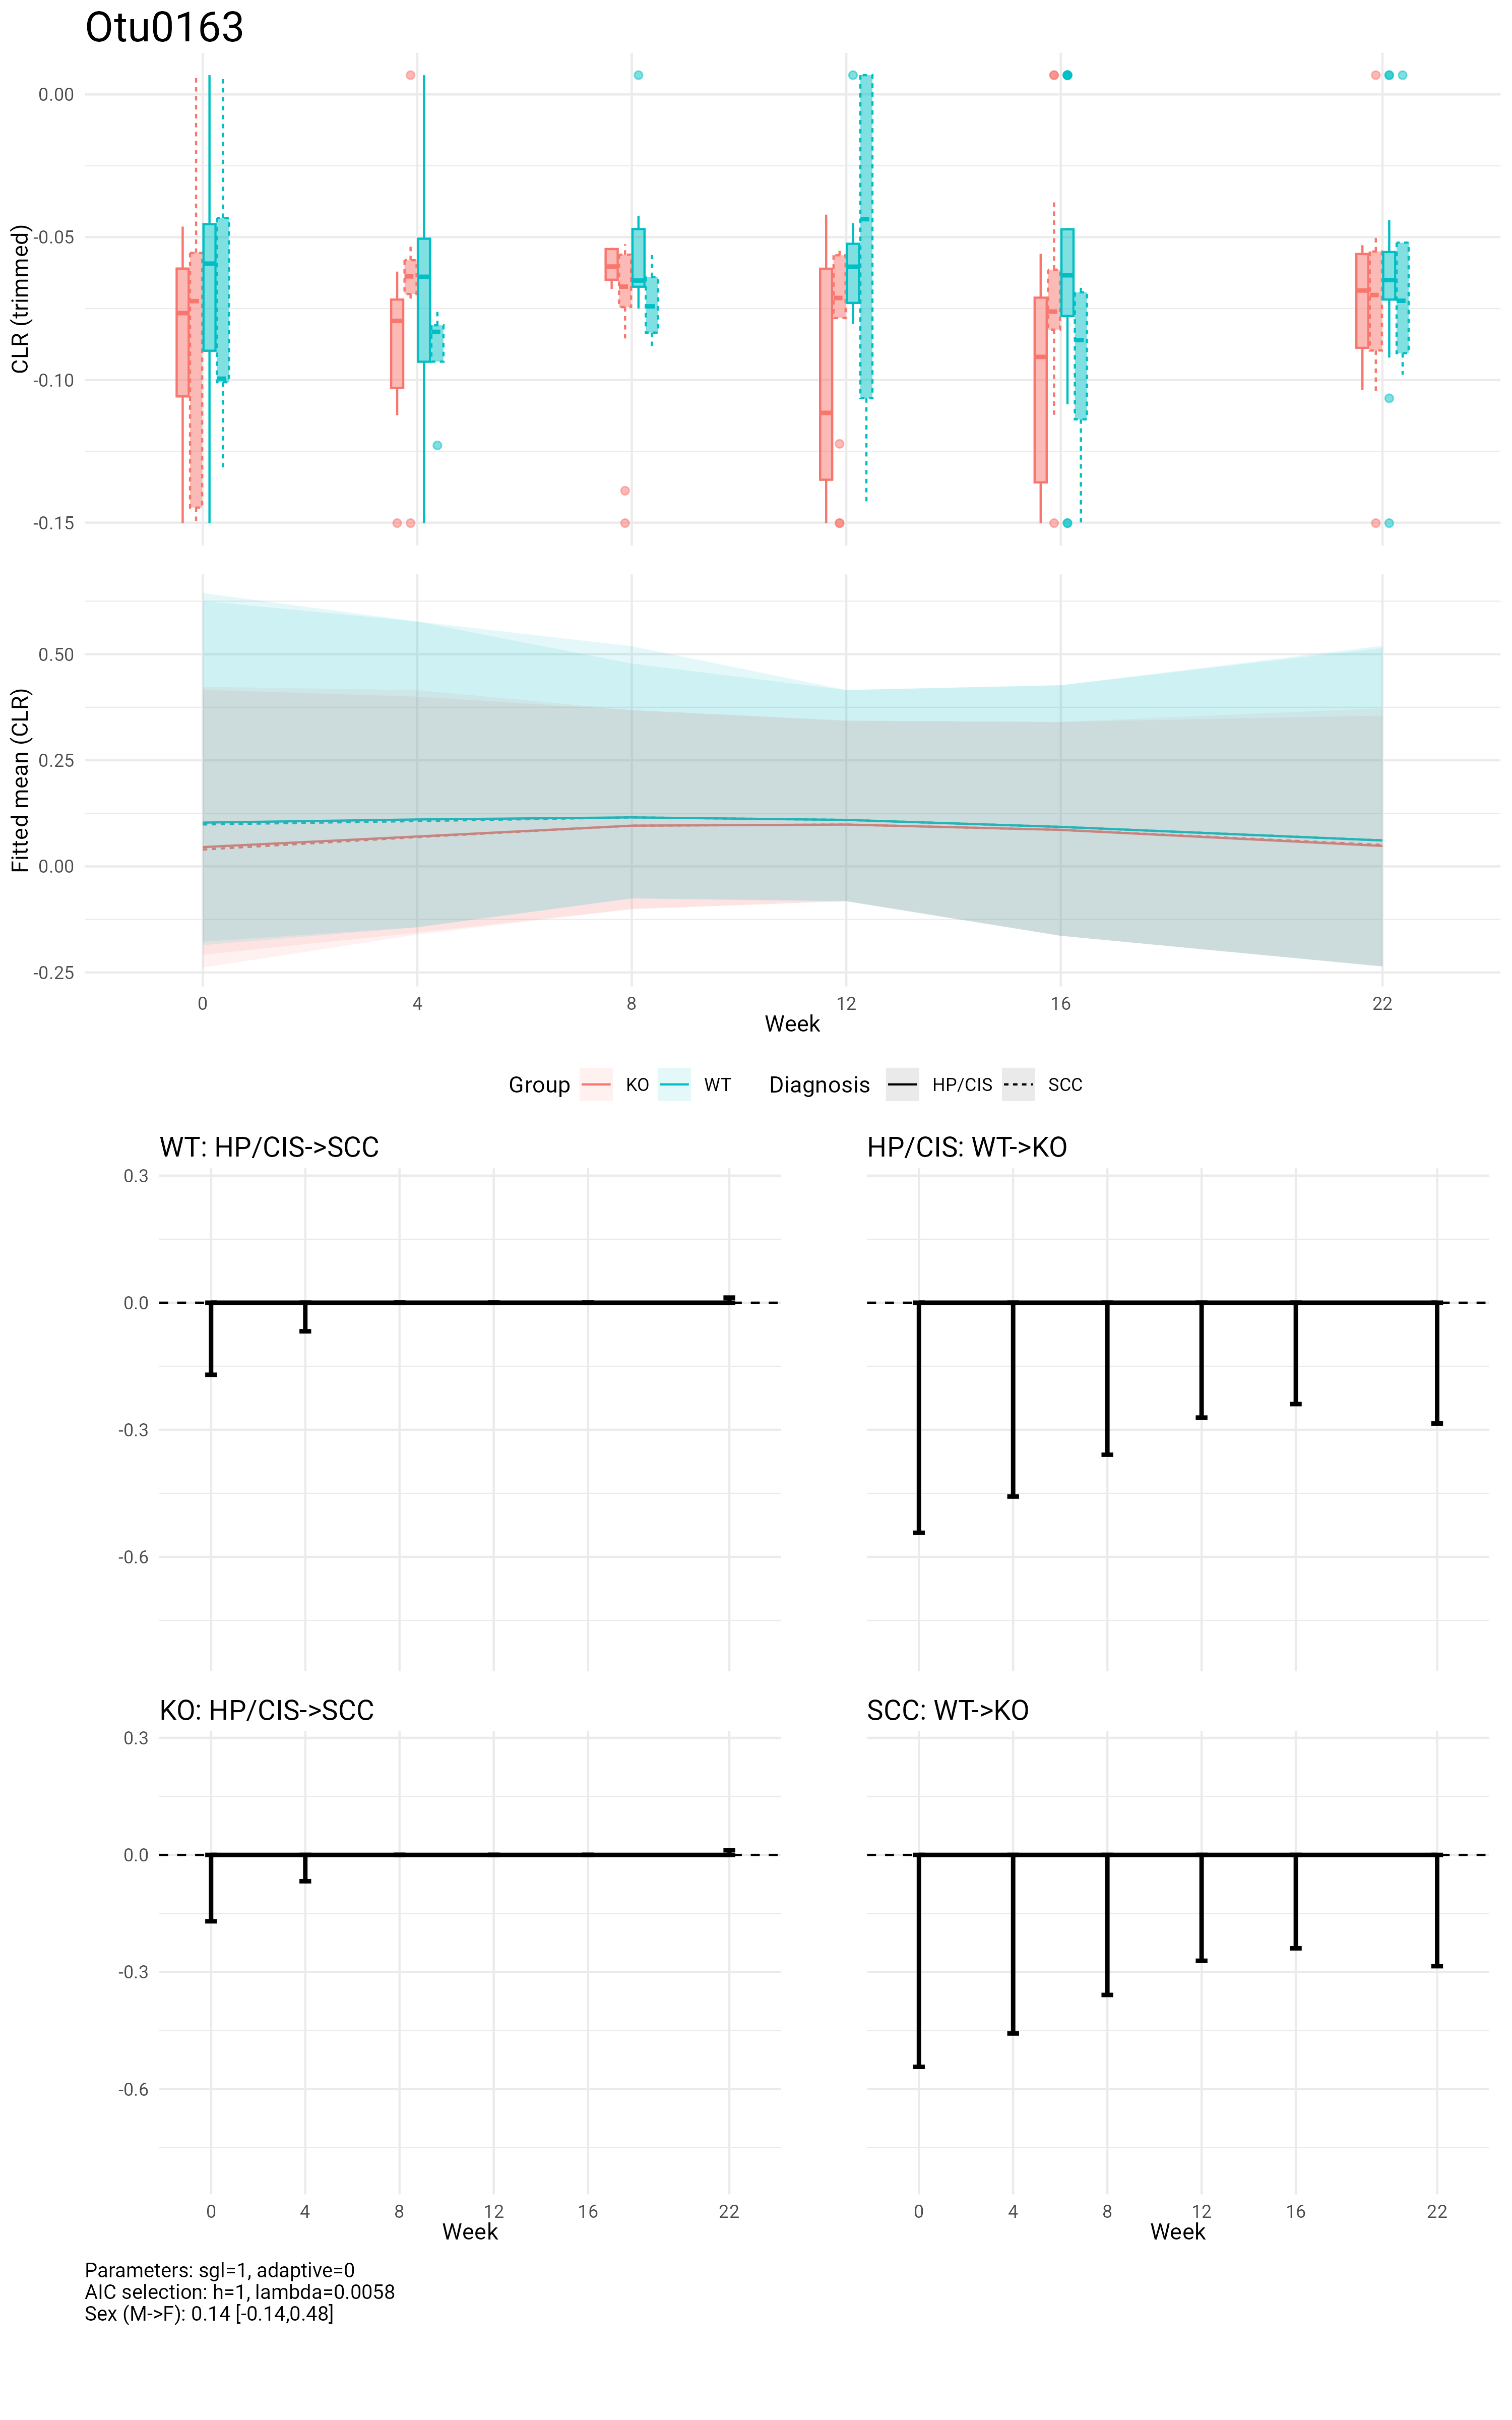 Otu0163
CLR (trimmed)
0.00
-0.05
-0.10
-0.15
Fitted mean (CLR)
0.50
0.25
0.00
-0.25
0 4 8 12 16 22
Week
Group KO WT Diagnosis HP/CIS SCC
WT: HP/CIS->SCC
HP/CIS: WT->KO
0.3
0.0
-0.3
-0.6
KO: HP/CIS->SCC
SCC: WT->KO
0.3
0.0
-0.3
-0.6
0 4 8 12 16 22
0 4 8 12 16 22
Week
Week
Parameters: sgl=1, adaptive=0
AIC selection: h=1, lambda=0.0058
Sex (M->F): 0.14 [-0.14,0.48]